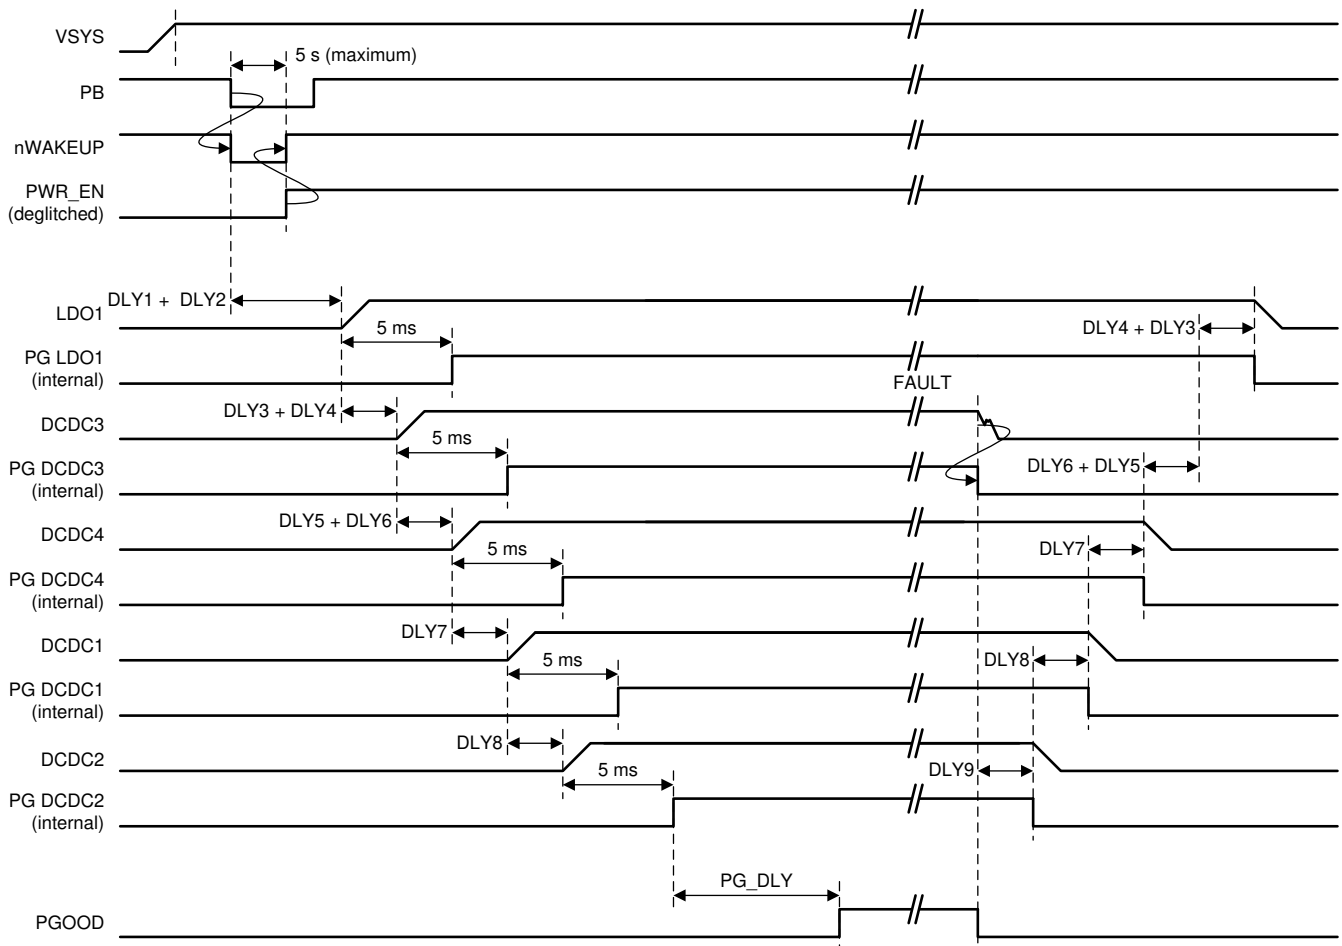 VSYS
5 s (maximum)
PB
nWAKEUP
PWR_EN
(deglitched)
DLY1 + DLY2
LDO1
5 ms
DLY4 + DLY3
PG LDO1
(internal)
FAULT
DLY3 + DLY4
DCDC3
5 ms
PG DCDC3
(internal)
DLY6 + DLY5
DLY5 + DLY6
DCDC4
5 ms
DLY7
PG DCDC4
(internal)
DLY7
DCDC1
5 ms
DLY8
PG DCDC1
(internal)
DLY8
DCDC2
5 ms
DLY9
PG DCDC2
(internal)
PG_DLY
PGOOD